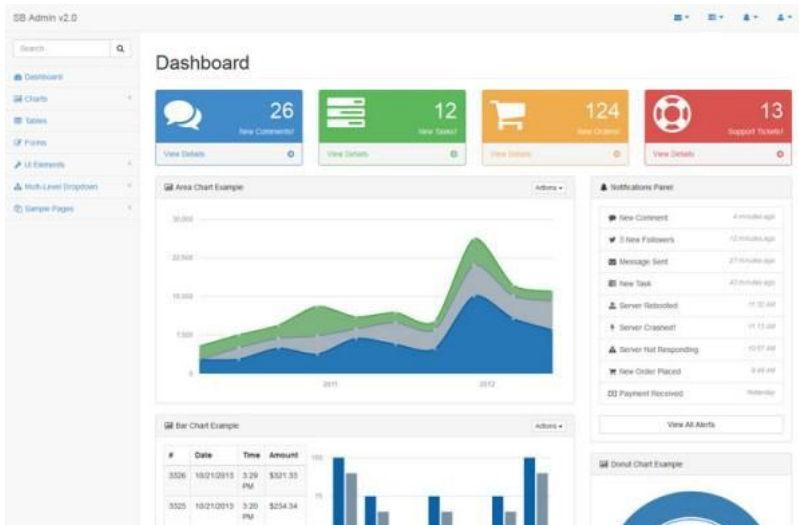 SB Admin v2.0
Search
Dashboard
Charts
Tables
Forms
UI Elements
Multi-Level Dropdown
Sample Pages
Dashboard
26
New Comments!
View Details
12
New Tasks!
View Details
124
New Orders!
View Details
13
Support Tickets!
View Details
Area Chart Example
Actions
30,000
22,500
15,000
7,500
0
2011
2012
Notifications Panel
New Comment 4 minutes ago
3 New Followers 12 minutes ago
Message Sent 27 minutes ago
New Task 43 minutes ago
Server Rebooted 11:32 AM
Server Crashed! 11:13 AM
Server Not Responding 10:57 AM
New Order Placed 9:49 AM
Payment Received Yesterday
View All Alerts
Bar Chart Example
Actions
# Date Time Amount
3326 10/21/2013 3:29 PM $321.33
3325 10/21/2013 3:20 PM $234.34
100
75
Donut Chart Example